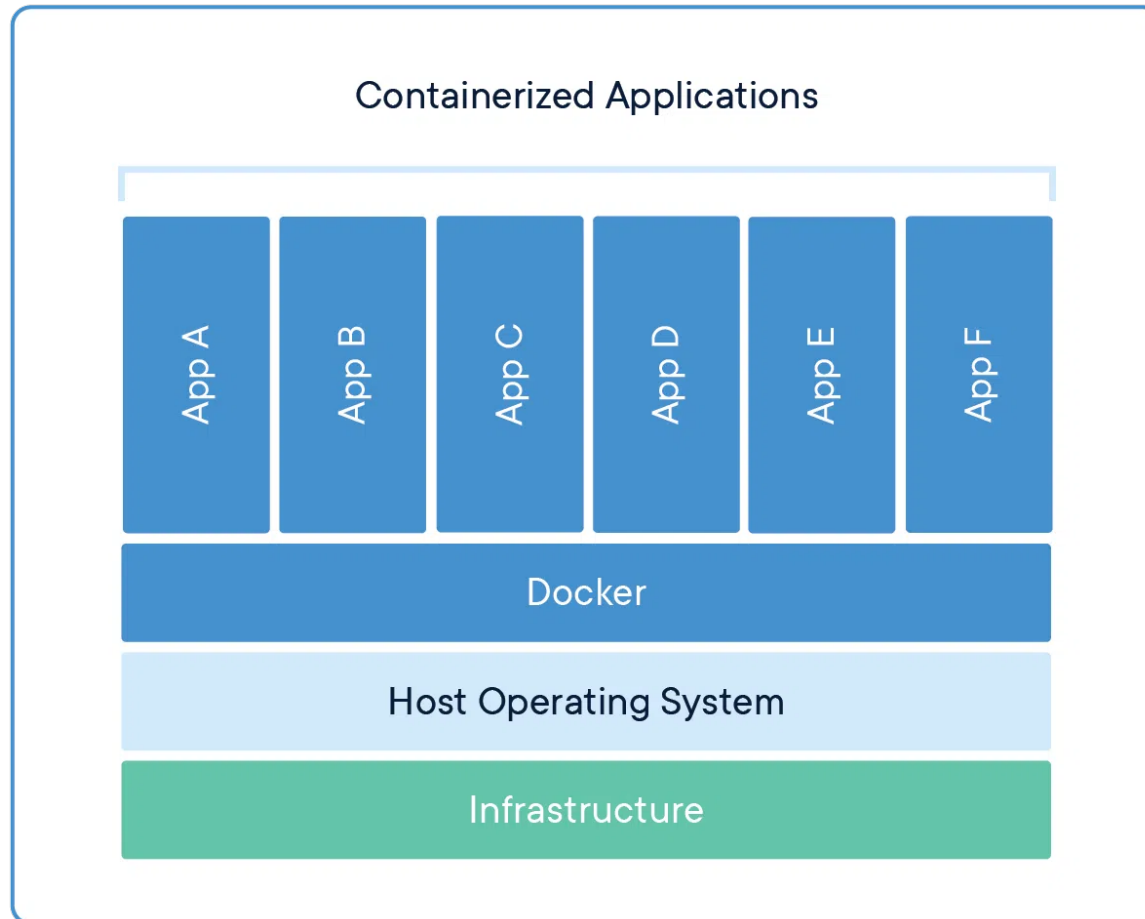 Containerized Applications
App A
App B
App C
App D
App E
App F
Docker
Host Operating System
Infrastructure